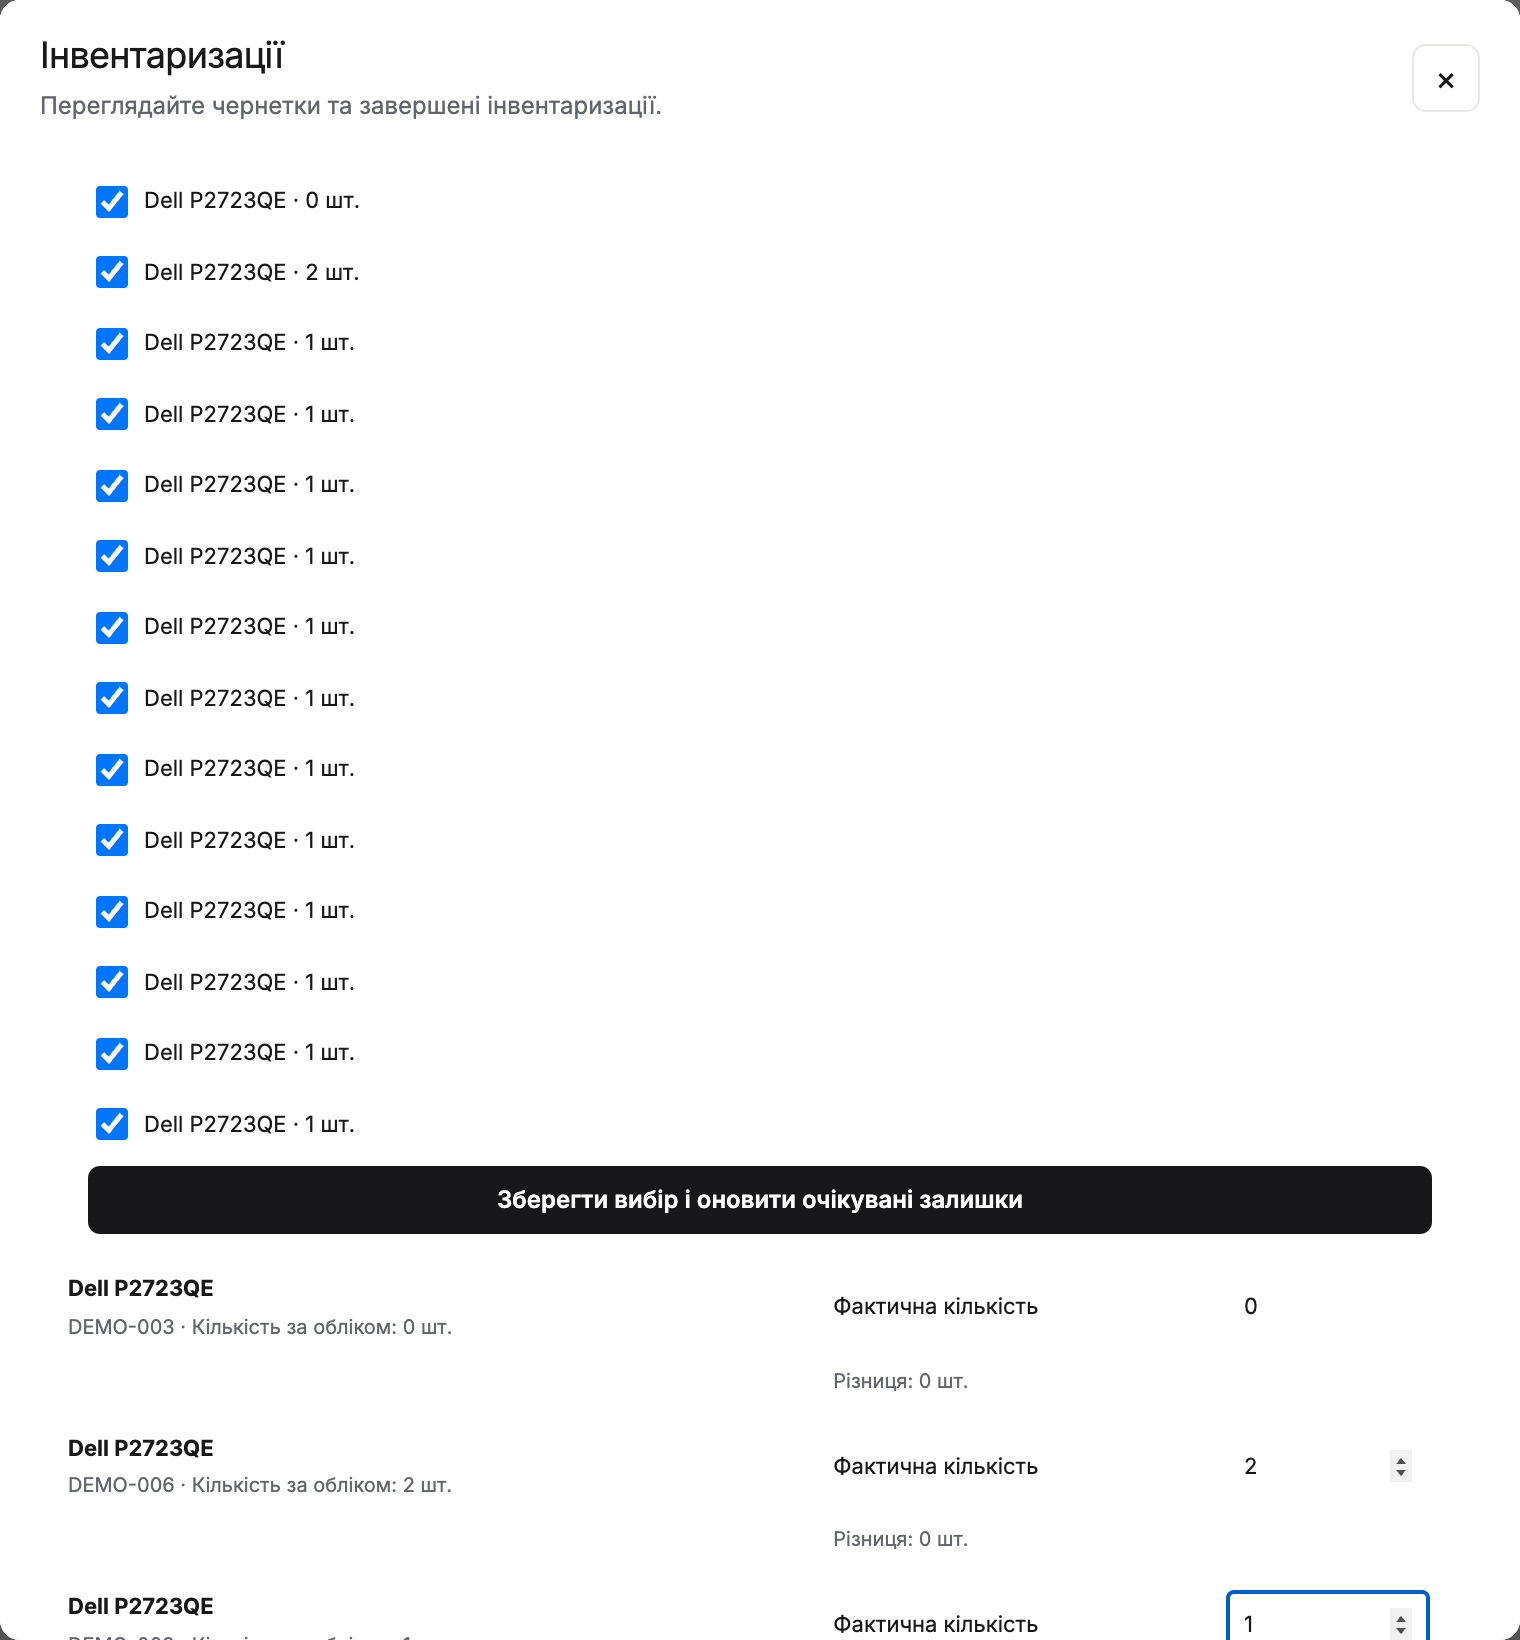 Інвентаризації
Переглядайте чернетки та завершені інвентаризації.
Dell P2723QE · 0 шт.
Dell P2723QE · 2 шт.
Dell P2723QE · 1 шт.
Dell P2723QE · 1 шт.
Dell P2723QE · 1 шт.
Dell P2723QE · 1 шт.
Dell P2723QE · 1 шт.
Dell P2723QE · 1 шт.
Dell P2723QE · 1 шт.
Dell P2723QE · 1 шт.
Dell P2723QE · 1 шт.
Dell P2723QE · 1 шт.
Dell P2723QE · 1 шт.
Dell P2723QE · 1 шт.
Зберегти вибір і оновити очікувані залишки
Dell P2723QE
DEMO-003 · Кількість за обліком: 0 шт.
Фактична кількість 0
Різниця: 0 шт.
Dell P2723QE
DEMO-006 · Кількість за обліком: 2 шт.
Фактична кількість 2
Різниця: 0 шт.
Dell P2723QE
Фактична кількість 1